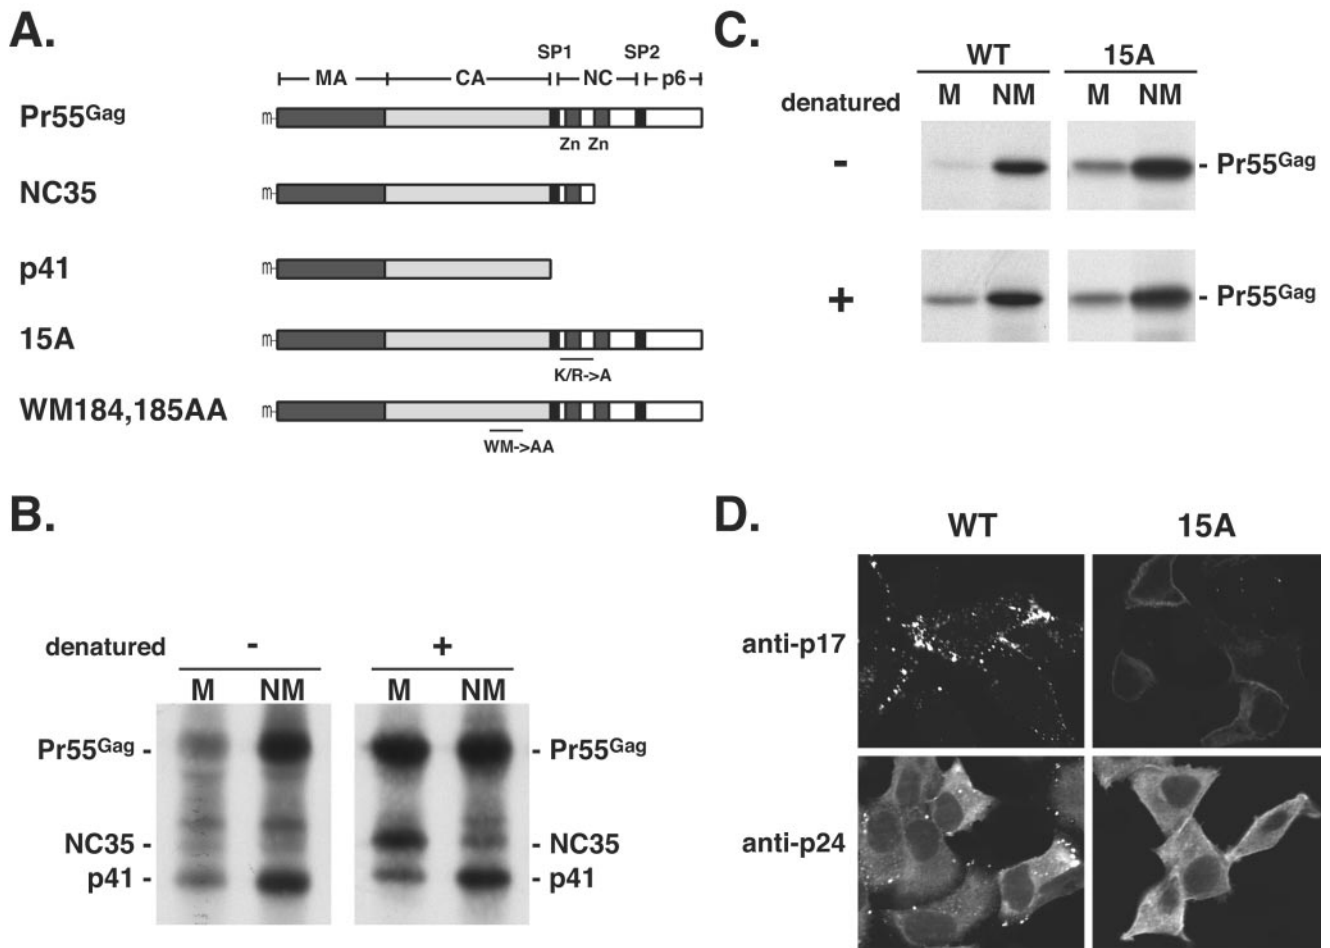 A.
SP1 SP2
MA CA NC p6
Pr55Gag m
Zn Zn
NC35 m
p41 m
15A m
K/R->A
WM184,185AA m
WM->AA
B.
denatured - +
M NM M NM
Pr55Gag - - Pr55Gag
NC35 - - NC35
p41 - - p41
C.
WT 15A
denatured M NM M NM
- - Pr55Gag
+ - Pr55Gag
D.
WT 15A
anti-p17
anti-p24